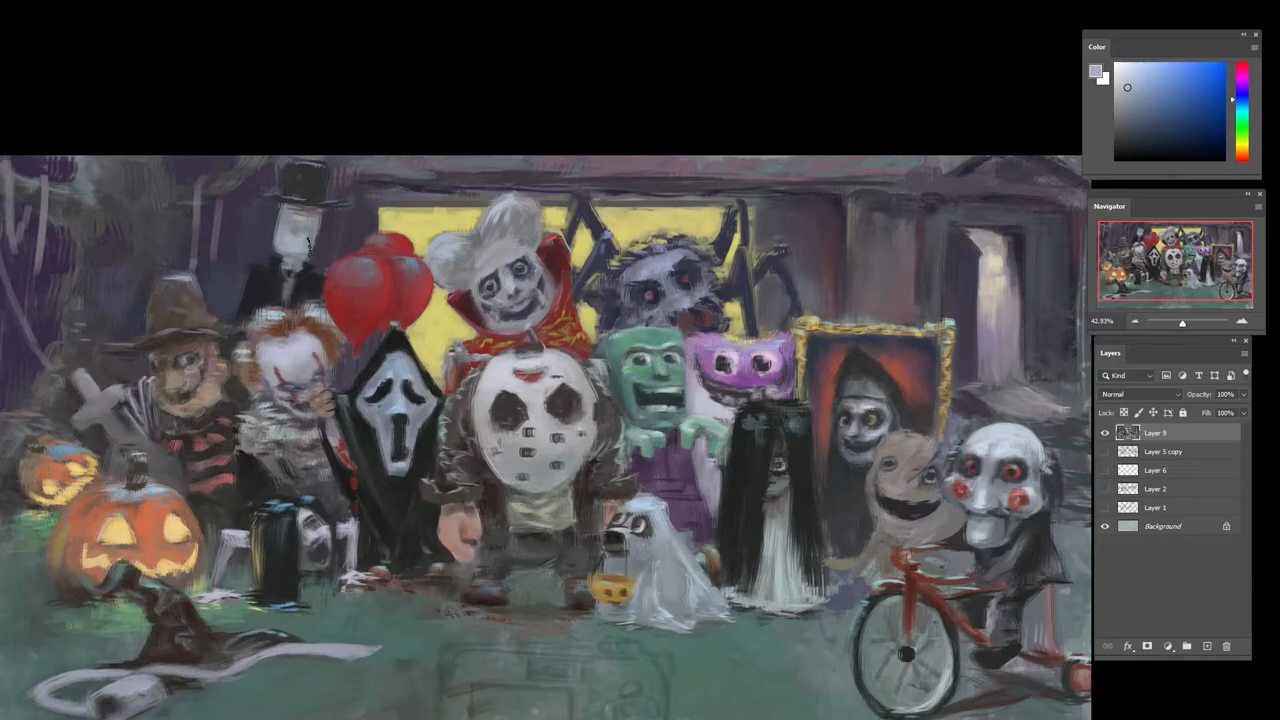 Color
Navigator
42.93%
Layers
Kind
Normal
Opacity: 100%
Lock:
Fill: 100%
Layer 9
Layer 5 copy
Layer 6
Layer 2
Layer 1
Background
fx